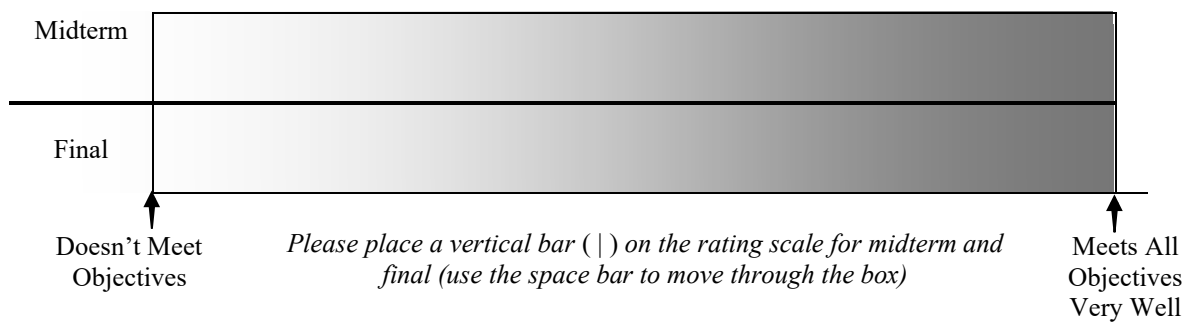 Midterm
Final
Doesn’t Meet
Objectives
Please place a vertical bar ( | ) on the rating scale for midterm and
final (use the space bar to move through the box)
Meets All
Objectives
Very Well